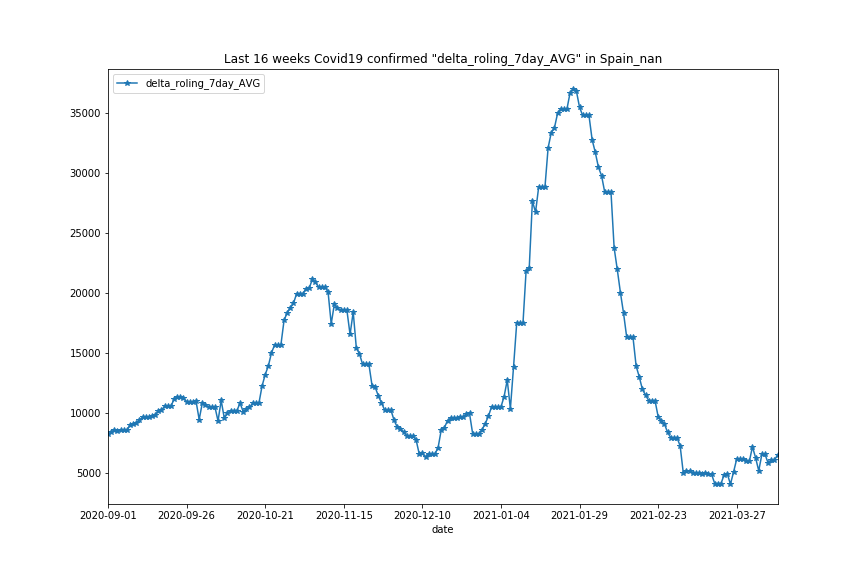 Last 16 weeks Covid19 confirmed "delta_roling_7day_AVG" in Spain_nan
delta_roling_7day_AVG
35000
30000
25000
20000
15000
10000
5000
2020-09-01 2020-09-26 2020-10-21 2020-11-15 2020-12-10 2021-01-04 2021-01-29 2021-02-23 2021-03-27
date